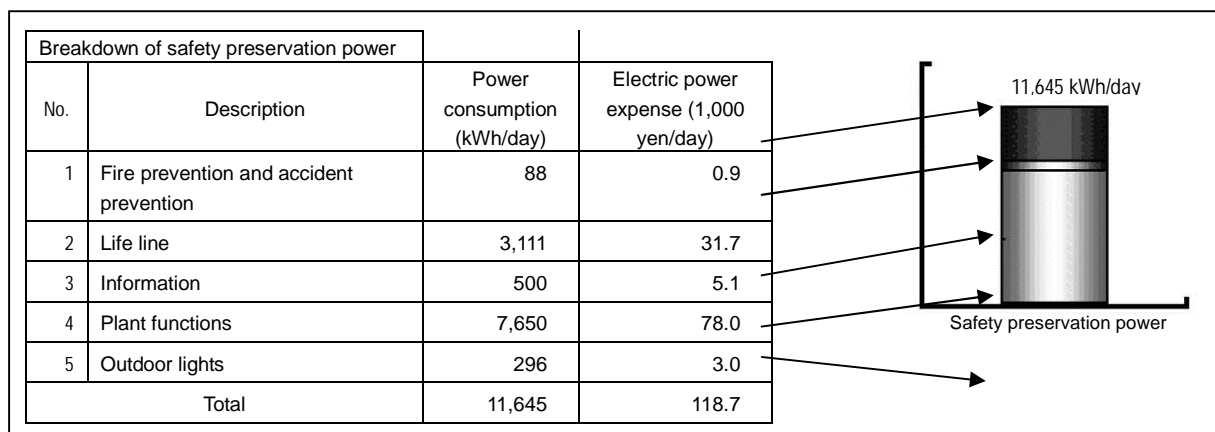 Breakdown of safety preservation power
No. Description Power consumption (kWh/day) Electric power expense (1,000 yen/day)
1 Fire prevention and accident prevention 88 0.9
2 Life line 3,111 31.7
3 Information 500 5.1
4 Plant functions 7,650 78.0
5 Outdoor lights 296 3.0
Total 11,645 118.7
11,645 kWh/day
Safety preservation power